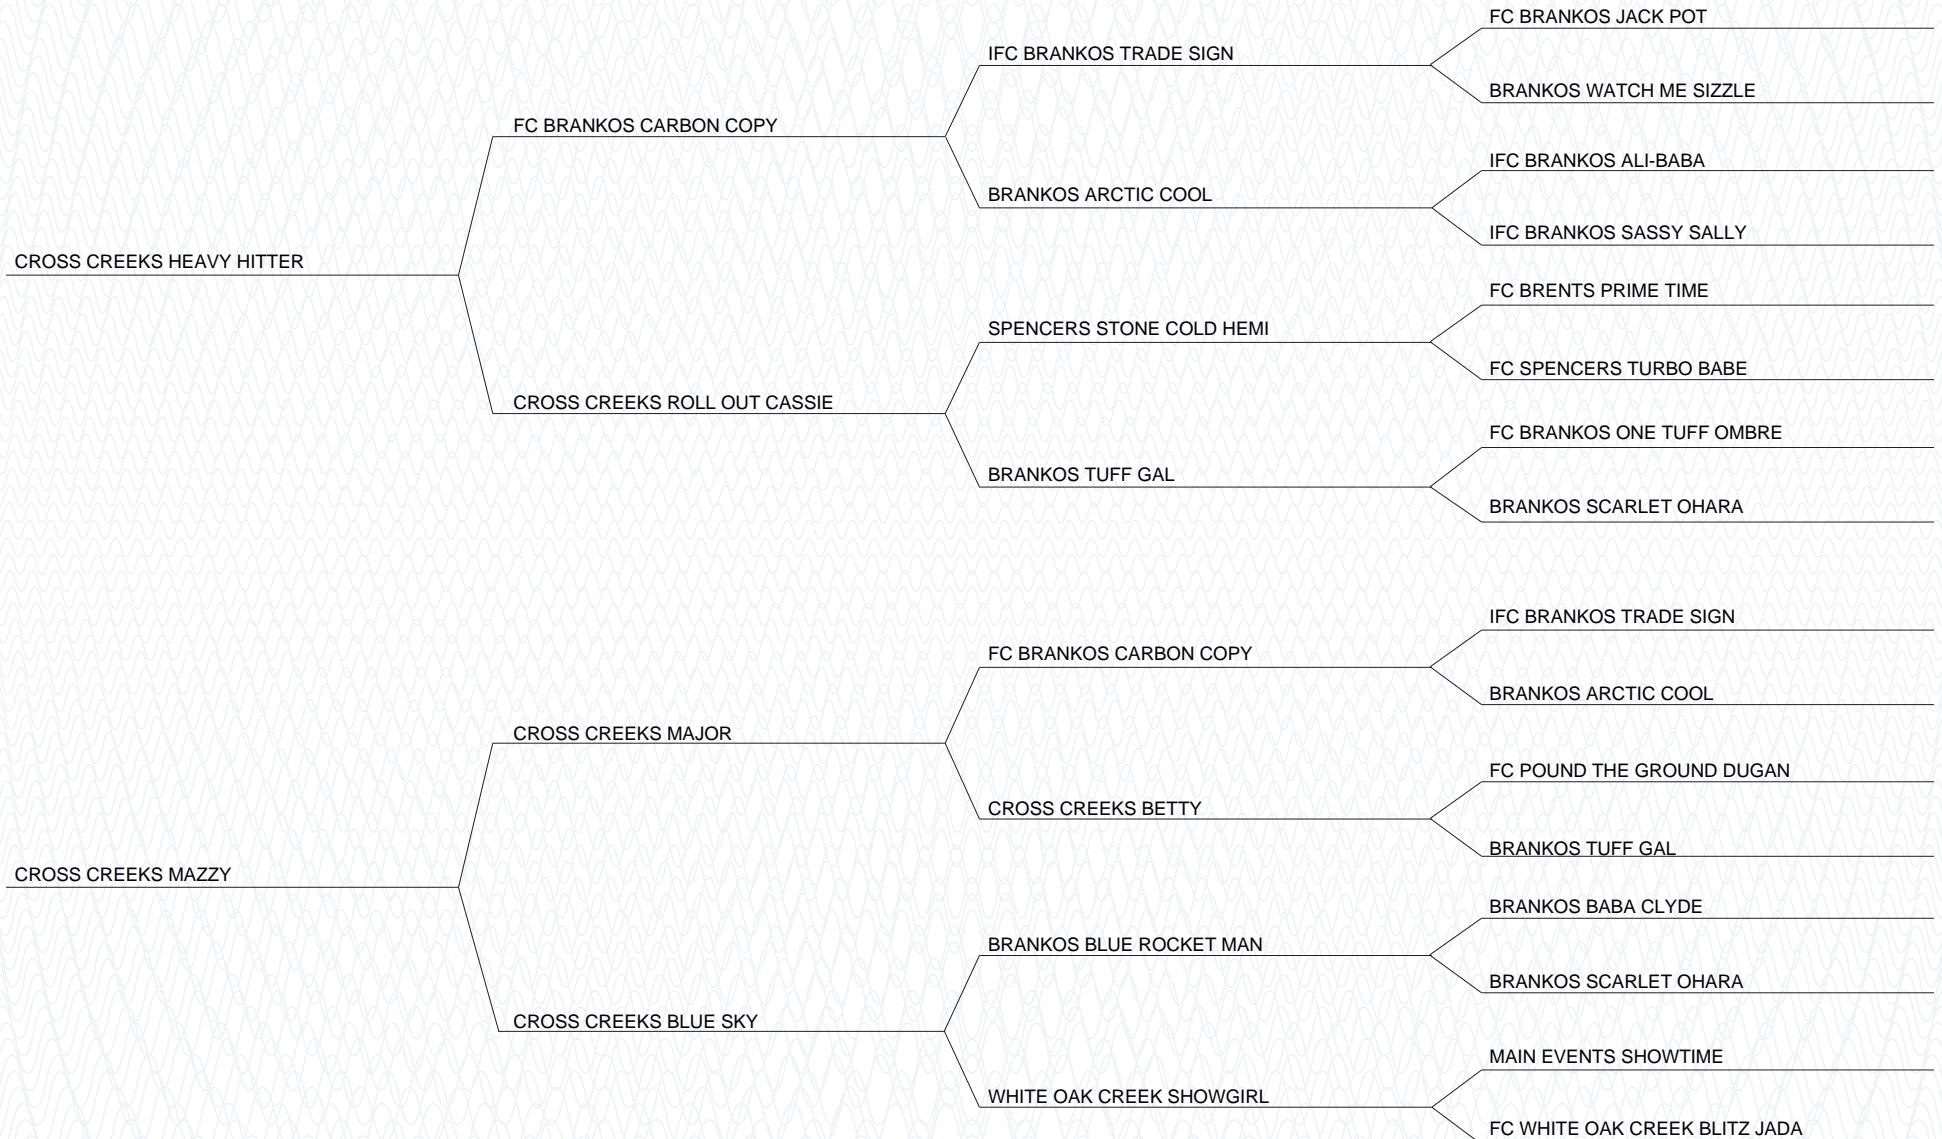 FC BRANKOS JACK POT
IFC BRANKOS TRADE SIGN
BRANKOS WATCH ME SIZZLE
FC BRANKOS CARBON COPY
IFC BRANKOS ALI-BABA
BRANKOS ARCTIC COOL
IFC BRANKOS SASSY SALLY
CROSS CREEKS HEAVY HITTER
FC BRENTS PRIME TIME
SPENCERS STONE COLD HEMI
FC SPENCERS TURBO BABE
CROSS CREEKS ROLL OUT CASSIE
FC BRANKOS ONE TUFF OMBRE
BRANKOS TUFF GAL
BRANKOS SCARLET OHARA
IFC BRANKOS TRADE SIGN
FC BRANKOS CARBON COPY
BRANKOS ARCTIC COOL
CROSS CREEKS MAJOR
FC POUND THE GROUND DUGAN
CROSS CREEKS BETTY
BRANKOS TUFF GAL
CROSS CREEKS MAZZY
BRANKOS BABA CLYDE
BRANKOS BLUE ROCKET MAN
BRANKOS SCARLET OHARA
CROSS CREEKS BLUE SKY
MAIN EVENTS SHOWTIME
WHITE OAK CREEK SHOWGIRL
FC WHITE OAK CREEK BLITZ JADA